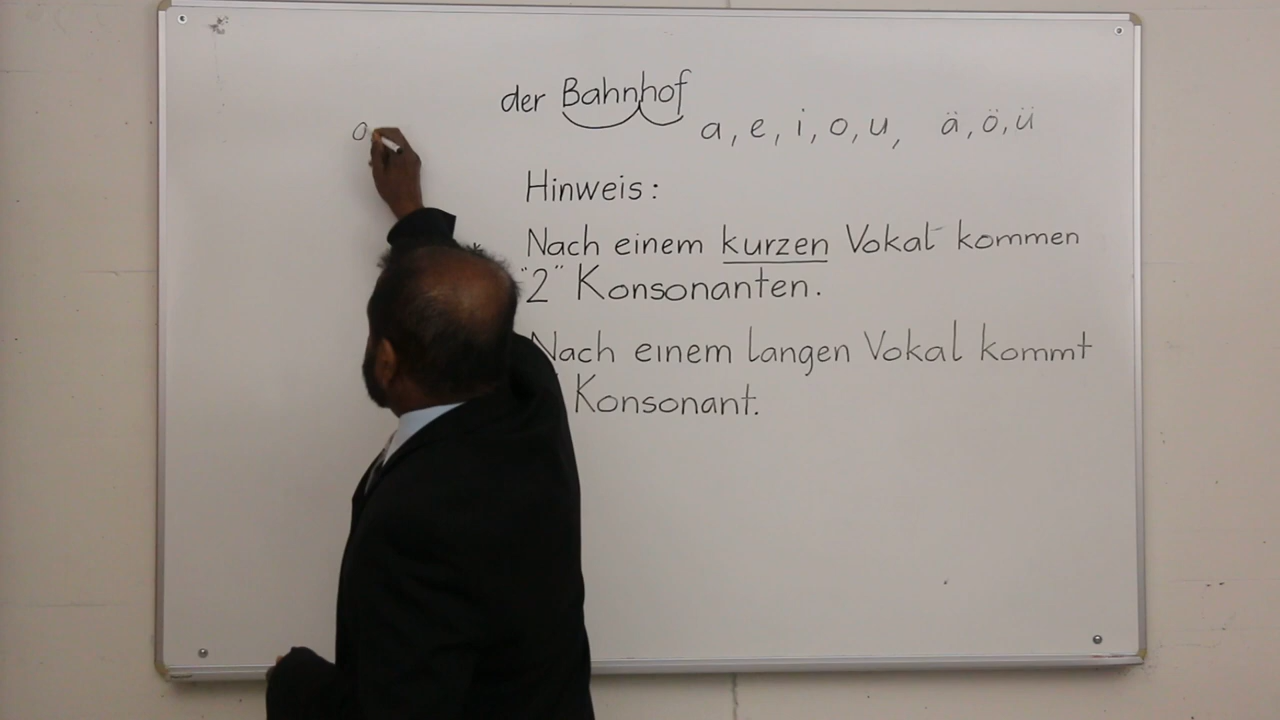 der Bahnhof
a, e, i, o, u, ä, ö, ü
Hinweis:
Nach einem kurzen Vokal kommen
"2" Konsonanten.
Nach einem langen Vokal kommt
Konsonant.